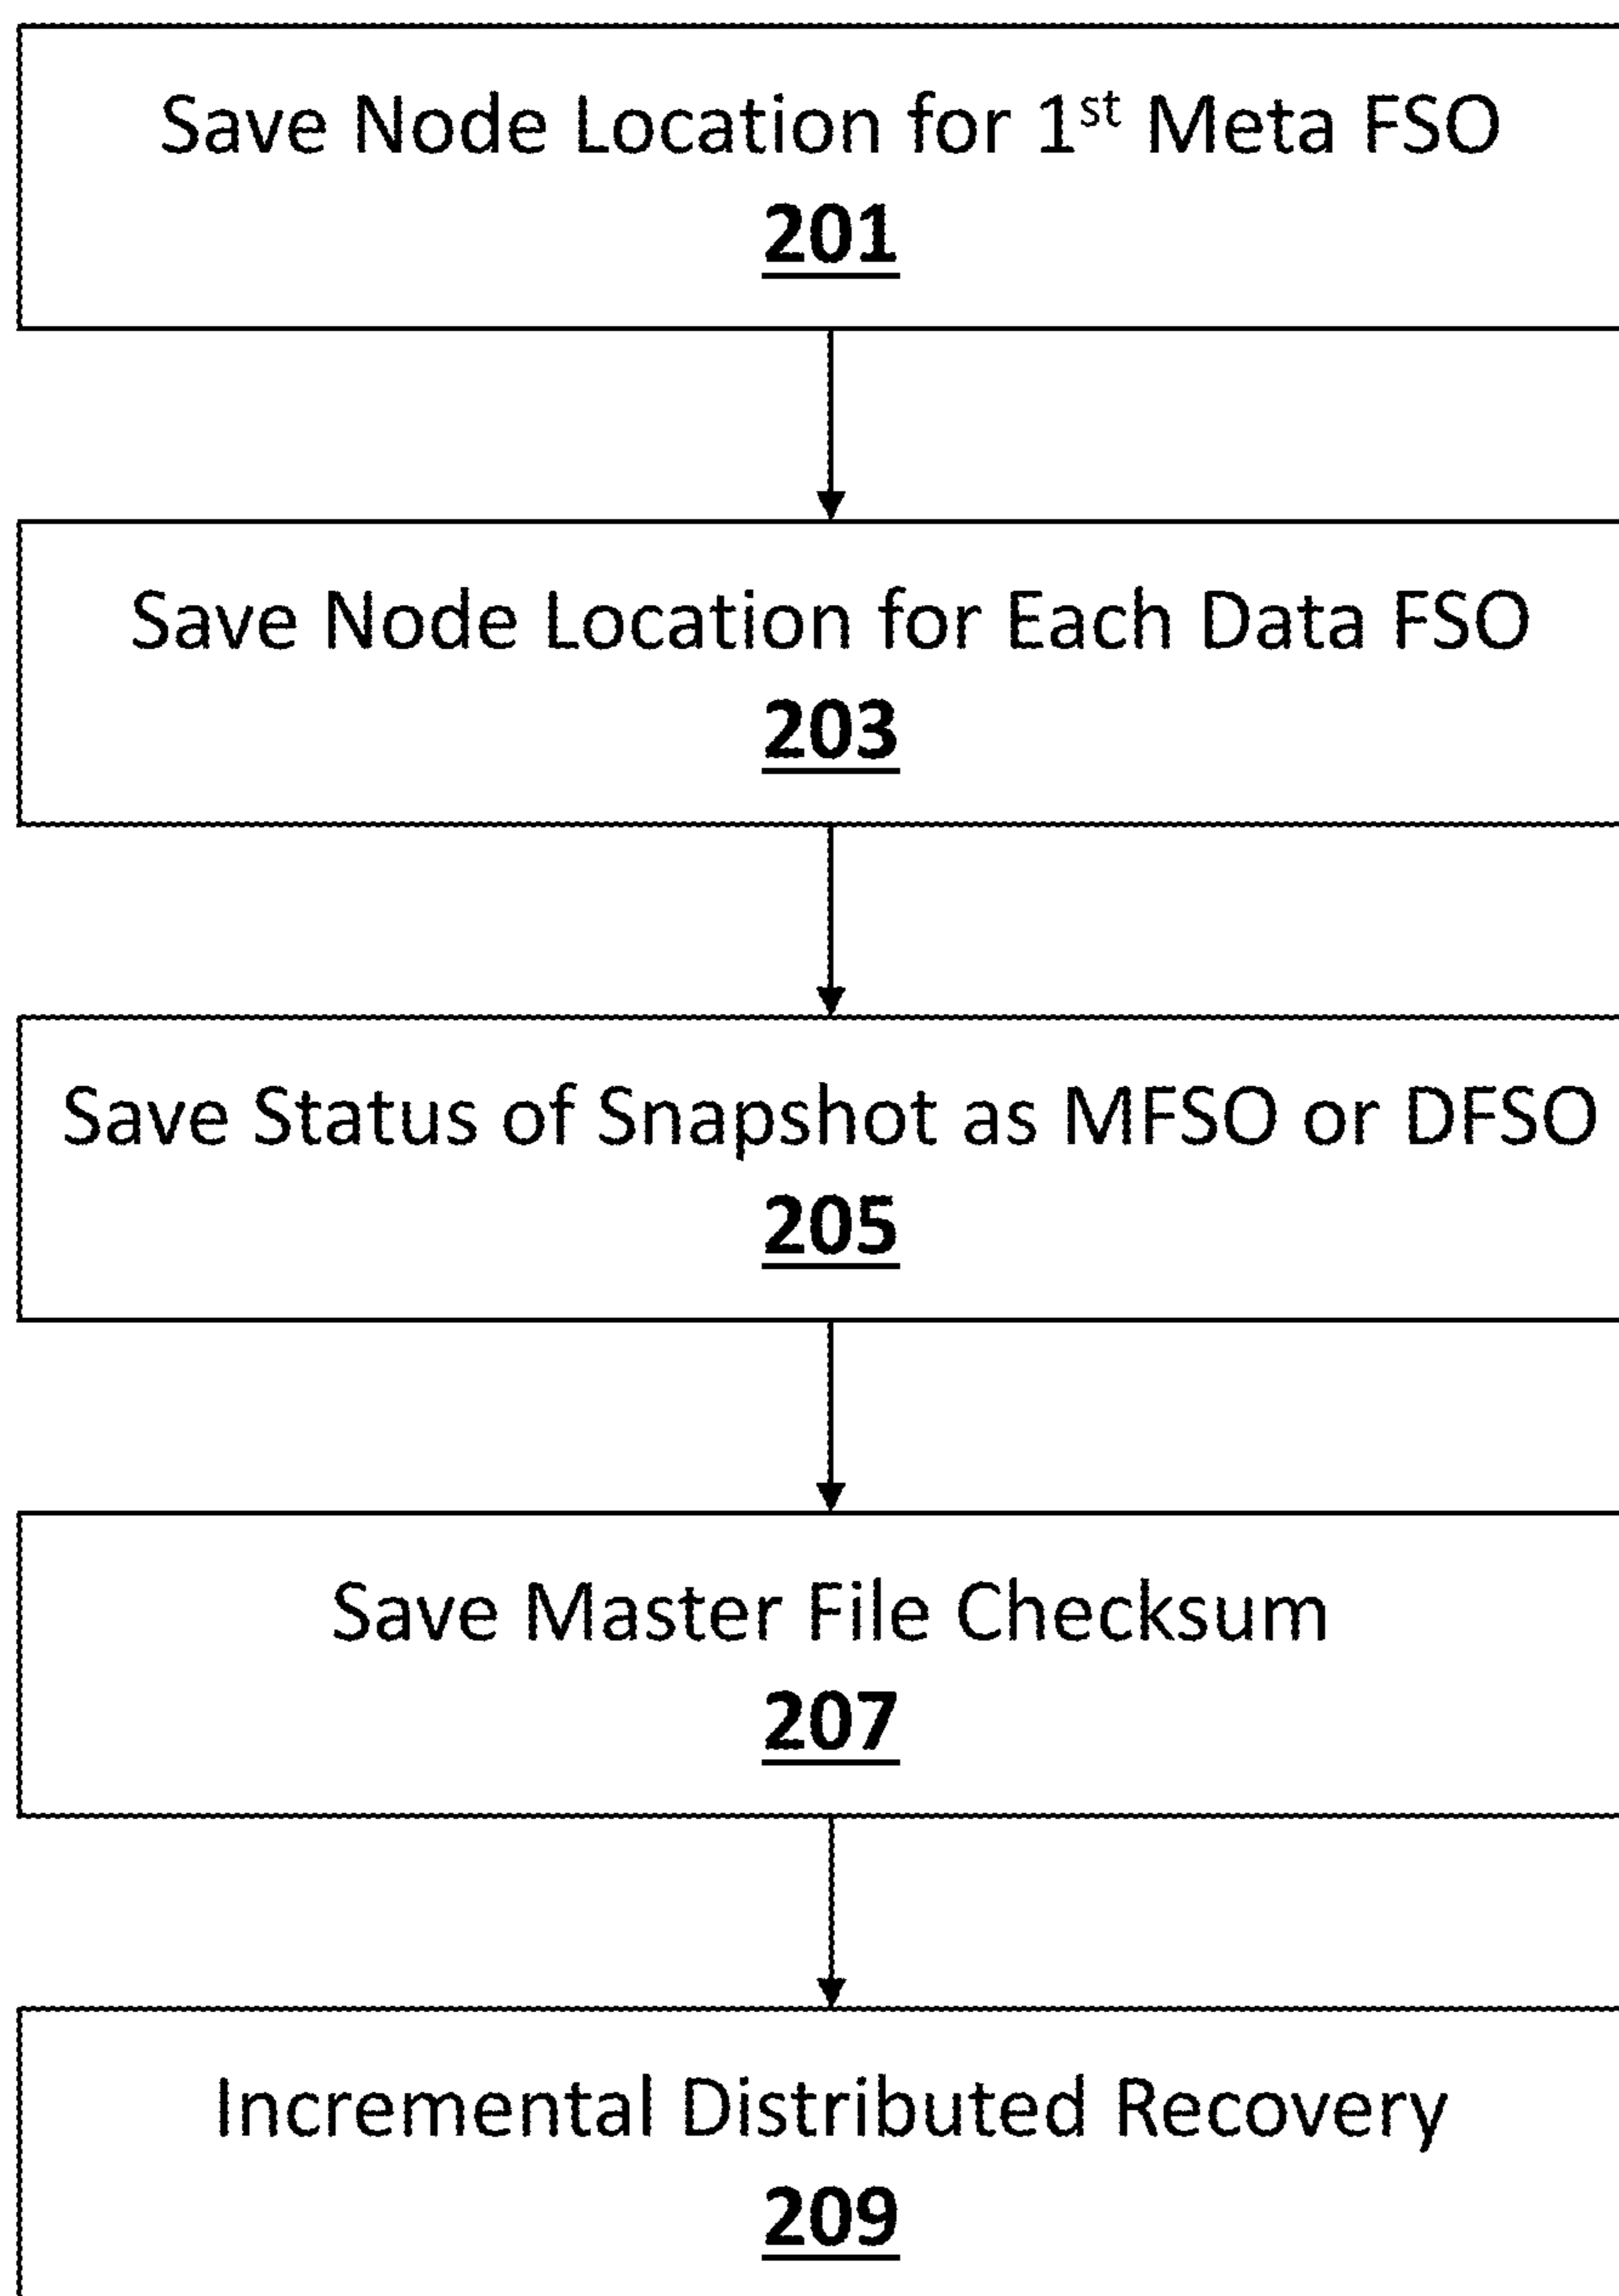 Save Node Location for 1st Meta FSO
201
Save Node Location for Each Data FSO
203
Save Status of Snapshot as MFSO or DFSO
205
Save Master File Checksum
207
Incremental Distributed Recovery
209